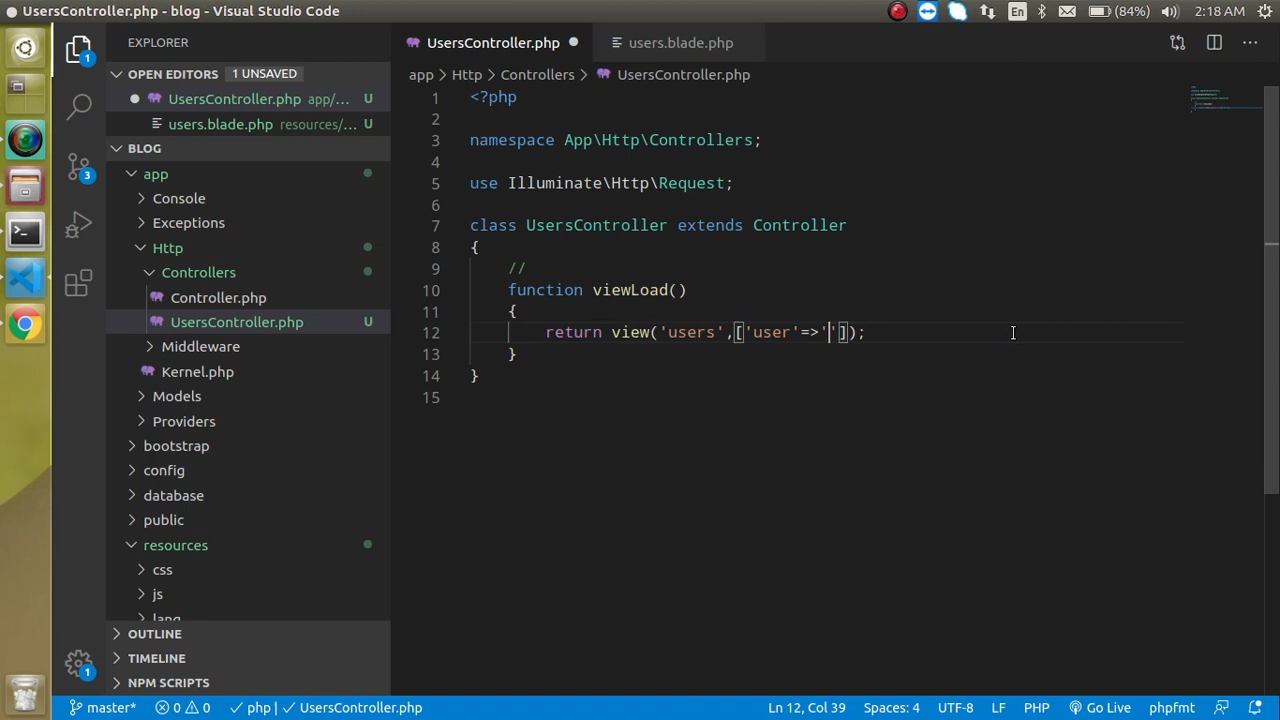 UsersController.php - blog - Visual Studio Code
En
(84%)
2:18 AM
EXPLORER
UsersController.php
users.blade.php
1
OPEN EDITORS 1 UNSAVED
UsersController.php app/... U
users.blade.php resources/... U
app > Http > Controllers > UsersController.php
BLOG
app
Console
Exceptions
Http
Controllers
Controller.php
UsersController.php U
Middleware
Kernel.php
Models
Providers
bootstrap
config
database
public
resources
css
js
lang
OUTLINE
TIMELINE
NPM SCRIPTS
3
1
1 <?php
2
3 namespace App\Http\Controllers;
4
5 use Illuminate\Http\Request;
6
7 class UsersController extends Controller
8 {
9 //
10 function viewLoad()
11 {
12 return view('users',['user'=>'']);
13 }
14 }
15
master* 0 0 php | UsersController.php
Ln 12, Col 39
Spaces: 4
UTF-8
LF
PHP
Go Live
phpfmt